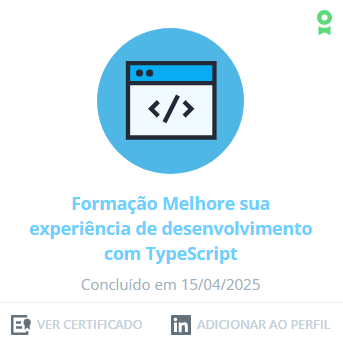 Formação Melhore sua
experiência de desenvolvimento
com TypeScript
Concluído em 15/04/2025
VER CERTIFICADO
ADICIONAR AO PERFIL